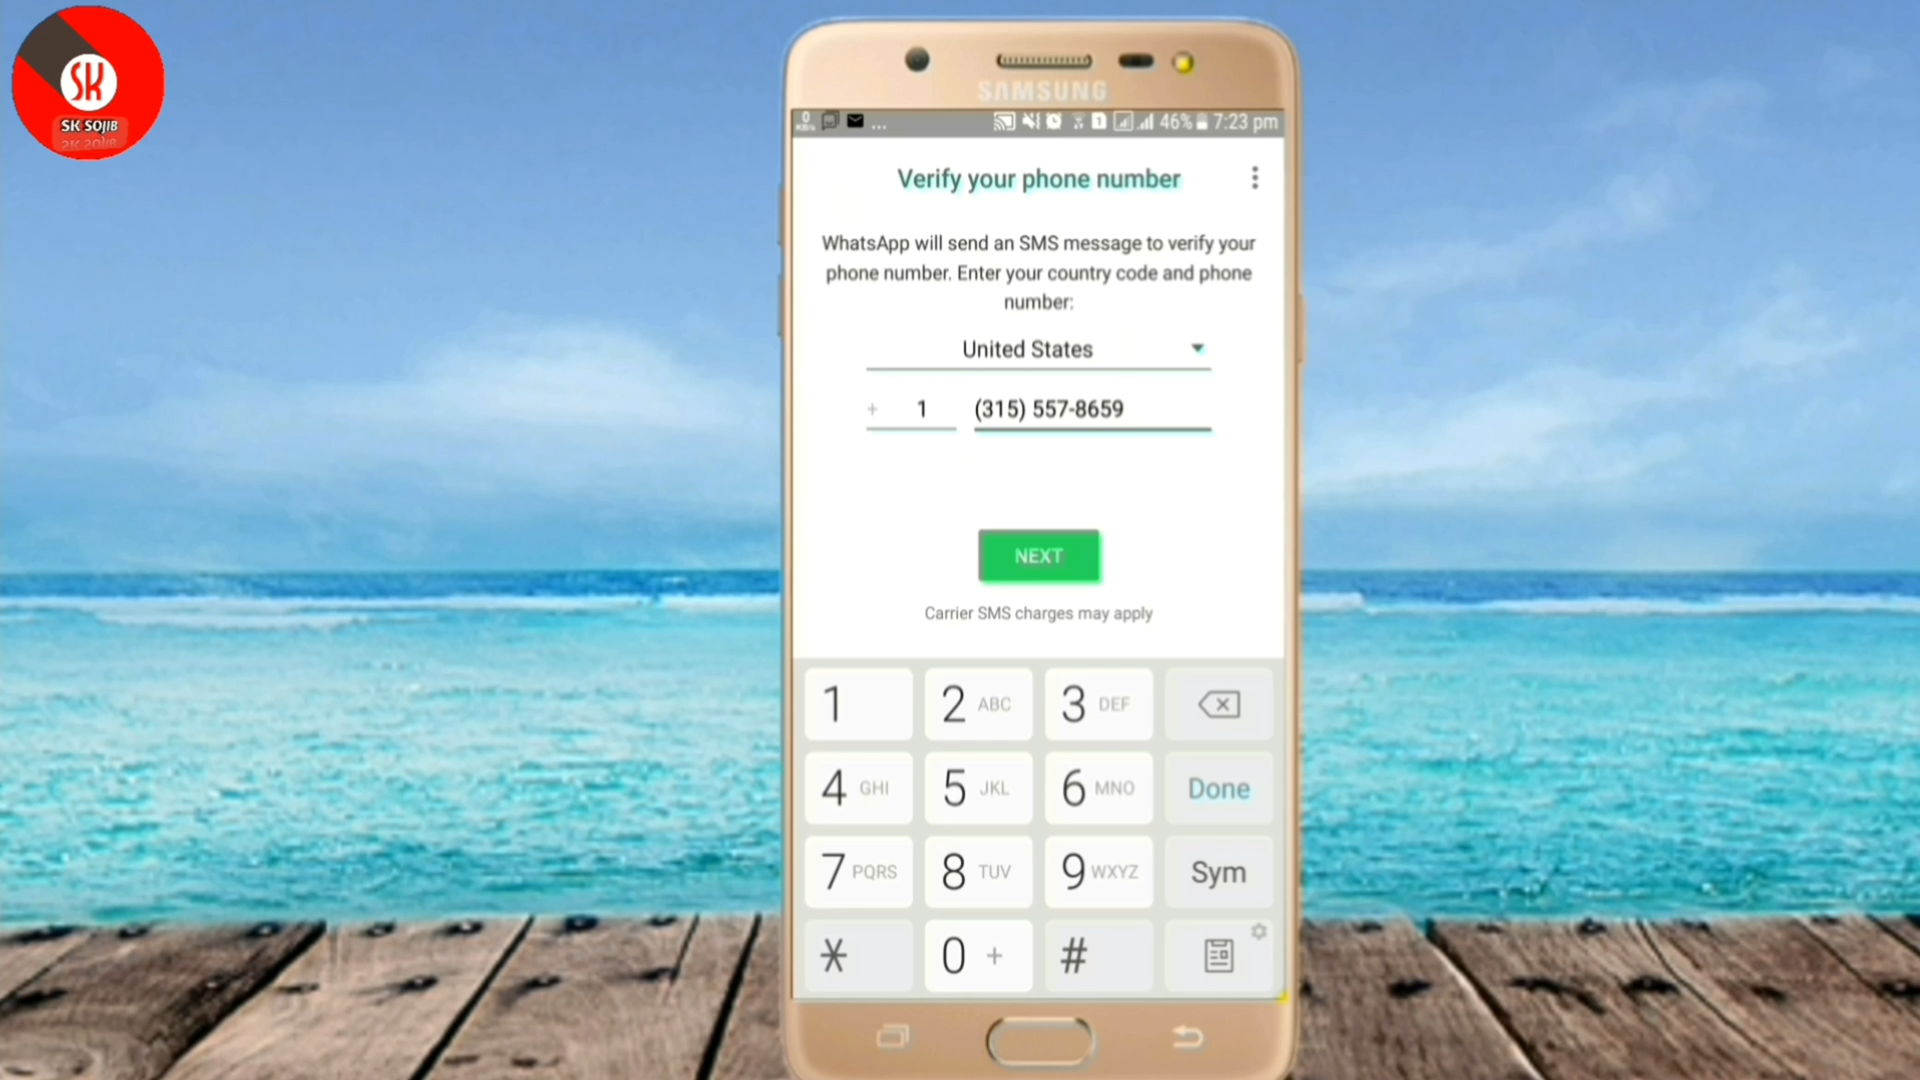 SK
SK SOJIB
SAMSUNG
0
KB/s
...
1
46%
7:23 pm
Verify your phone number
WhatsApp will send an SMS message to verify your
phone number. Enter your country code and phone
number:
United States
+ 1 (315) 557-8659
NEXT
Carrier SMS charges may apply
1 2 ABC 3 DEF
4 GHI 5 JKL 6 MNO Done
7 PQRS 8 TUV 9 WXYZ Sym
* 0 + #